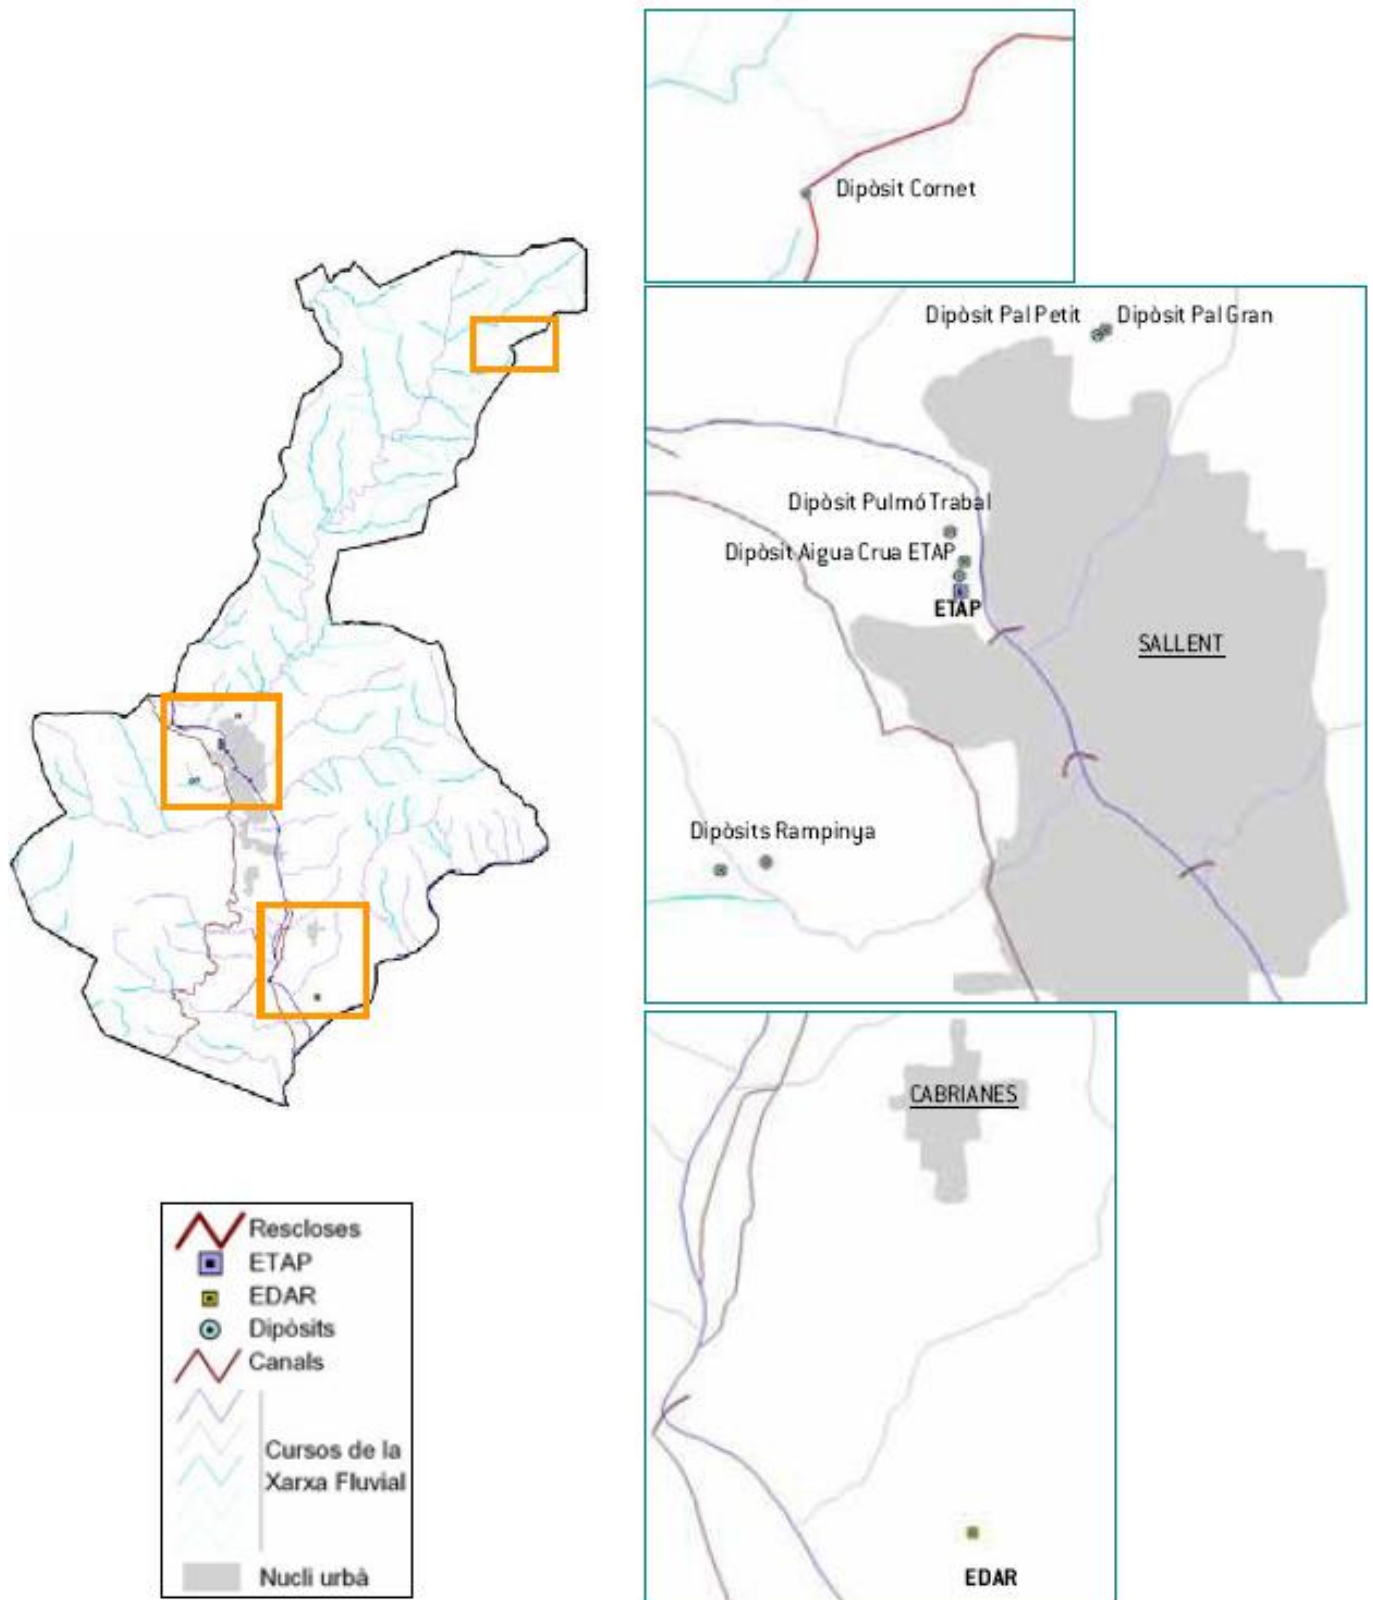 Dipòsit Cornet
Dipòsit Pal Petit
Dipòsit Pal Gran
Dipòsit Pulmó Trabal
Dipòsit Aigua Crua ETAP
ETAP
SALLENT
Dipòsits Rampinya
CABRIANES
EDAR
Rescloses
ETAP
EDAR
Dipòsits
Canals
Cursos de la
Xarxa Fluvial
Nucli urbà